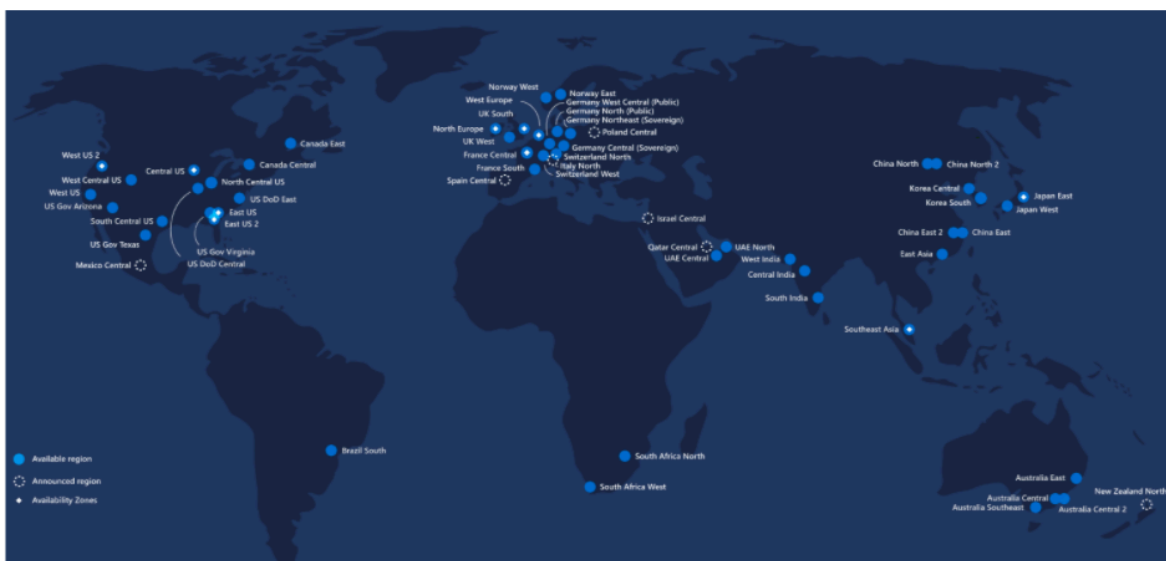 Norway West
Norway East
West Europe
Germany West Central (Public)
Germany North (Public)
UK South
Germany Northeast (Sovereign)
North Europe
Poland Central
UK West
Canada East
Germany Central (Sovereign)
France Central
Switzerland North
West US 2
Canada Central
Italy North
Central US
France South
Switzerland West
China North
China North 2
West Central US
North Central US
Spain Central
Korea Central
West US
US DoD East
Korea South
Japan East
US Gov Arizona
Japan West
South Central US
East US
Israel Central
East US 2
China East 2
China East
US Gov Texas
Qatar Central
UAE North
US Gov Virginia
UAE Central
West India
East Asia
Mexico Central
US DoD Central
Central India
South India
Southeast Asia
Brazil South
South Africa North
Available region
Announced region
Australia East
South Africa West
New Zealand North
Availability Zones
Australia Central
Australia Southeast
Australia Central 2